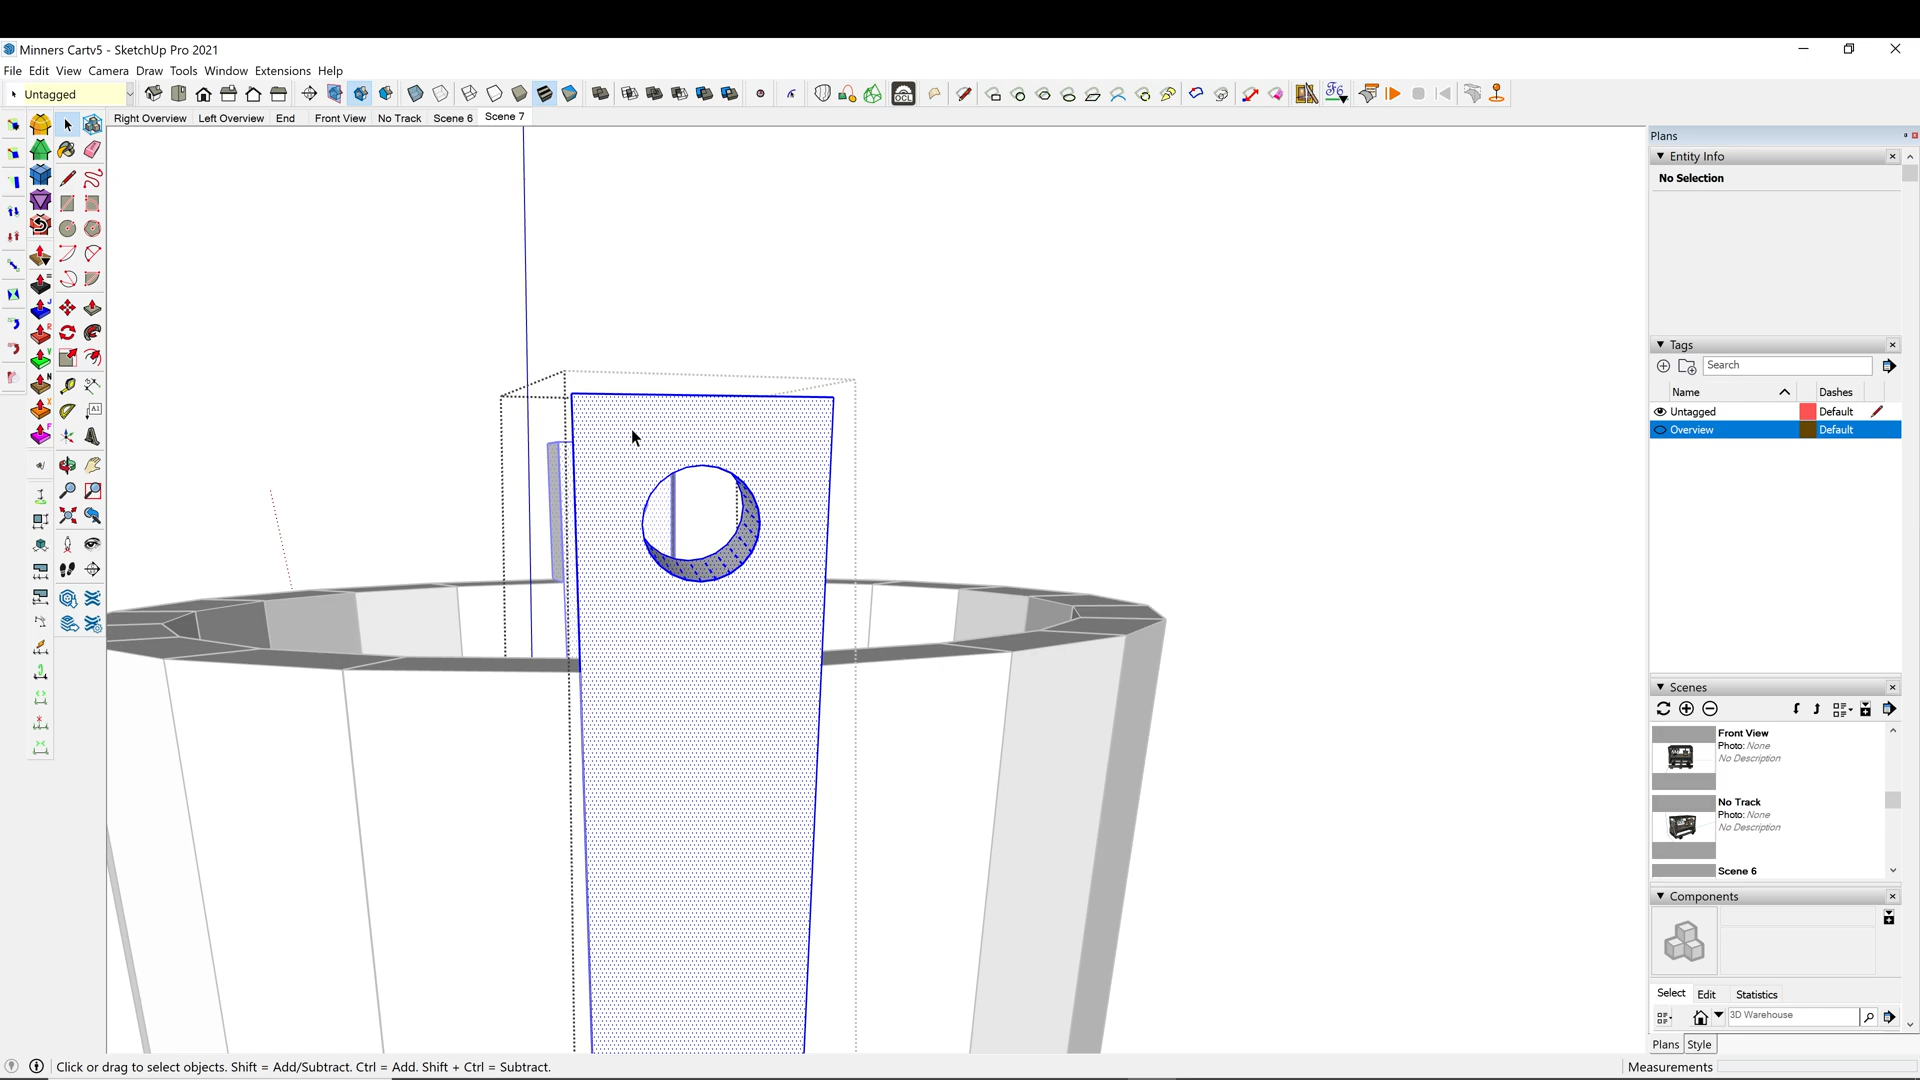 Minners Cartv5 - SketchUp Pro 2021
File Edit View Camera Draw Tools Window Extensions Help
Untagged
OCL
Right Overview Left Overview End Front View No Track Scene 6 Scene 7
Plans
Entity Info
No Selection
Tags
Search
Name Dashes
Untagged Default
Overview Default
Scenes
Front View
Photo: None
No Description
No Track
Photo: None
No Description
Scene 6
Components
Select Edit Statistics
3D Warehouse
Plans Style
Click or drag to select objects. Shift = Add/Subtract. Ctrl = Add. Shift + Ctrl = Subtract.
Measurements